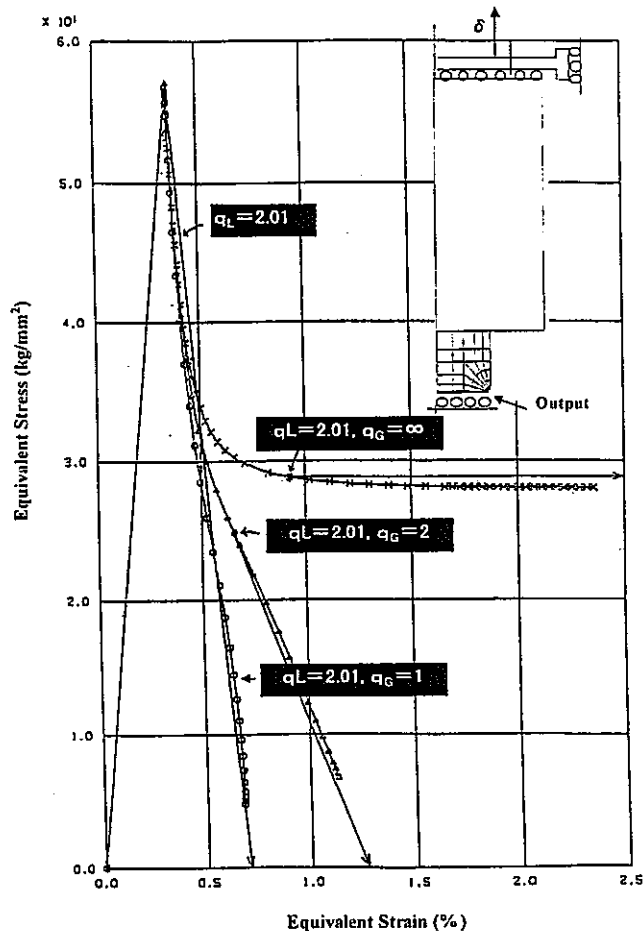 × 10¹
δ
6.0
5.0
qL=2.01
4.0
Output
qL=2.01, qG=∞
3.0
qL=2.01, qG=2
2.0
qL=2.01, qG=1
1.0
0.0
0.0 0.5 1.0 1.5 2.0 2.5
Equivalent Stress (kg/mm²)
Equivalent Strain (%)